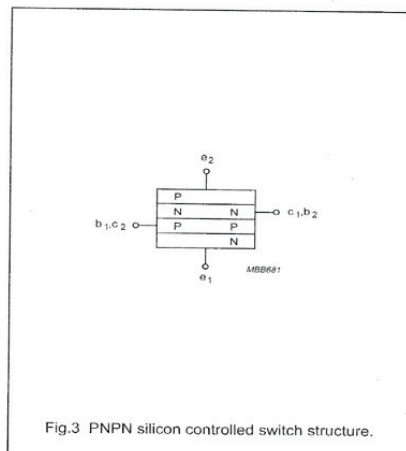 e2
P
N N c1,b2
b1,c2 P P
N
MBB681
e1
Fig.3 PNPN silicon controlled switch structure.